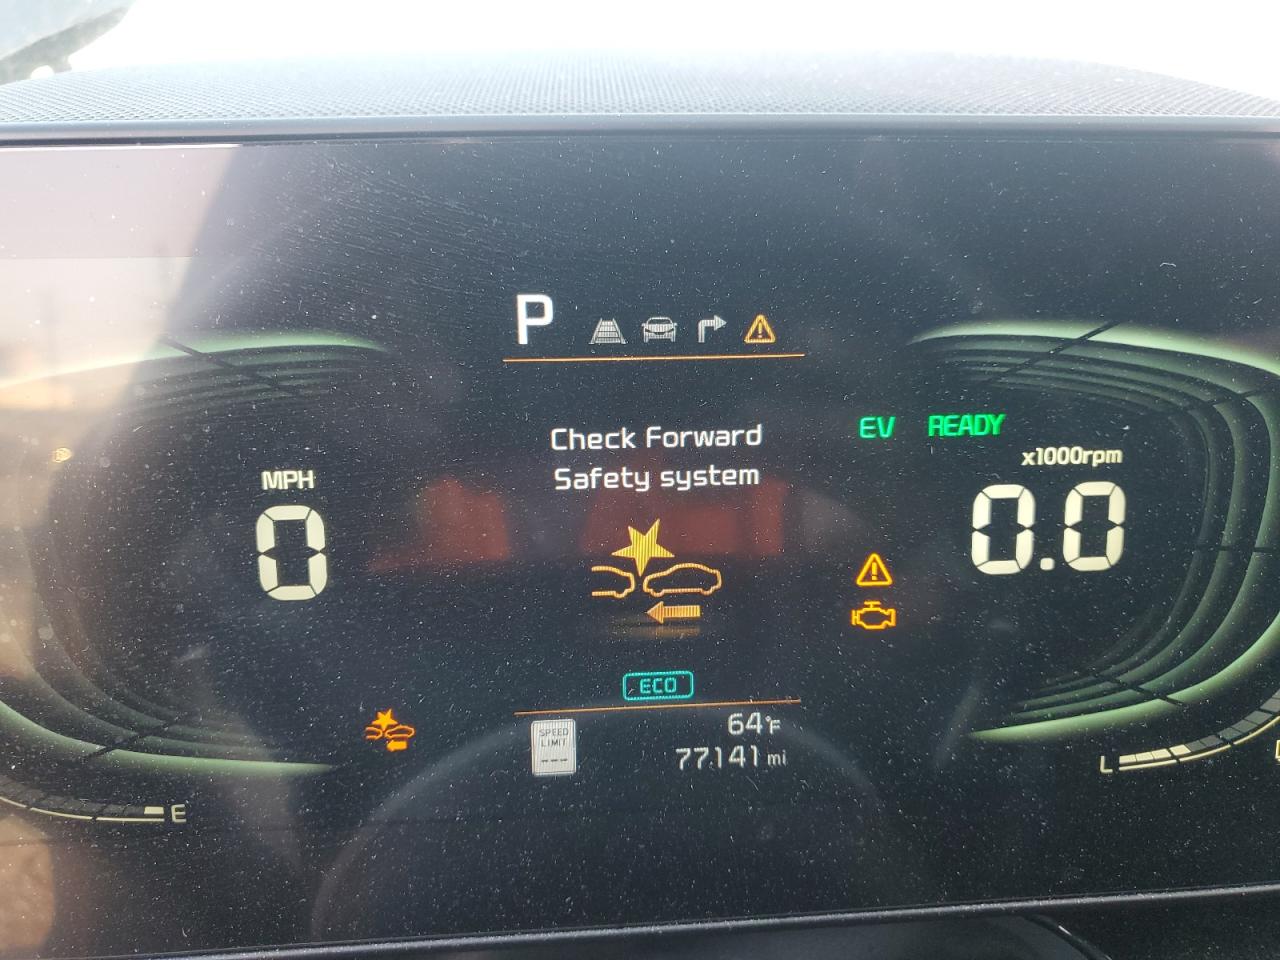 P
Check Forward
Safety system
EV READY
x1000rpm
MPH
0
0.0
ECO
SPEED
LIMIT
---
64°F
77141 mi
E
L